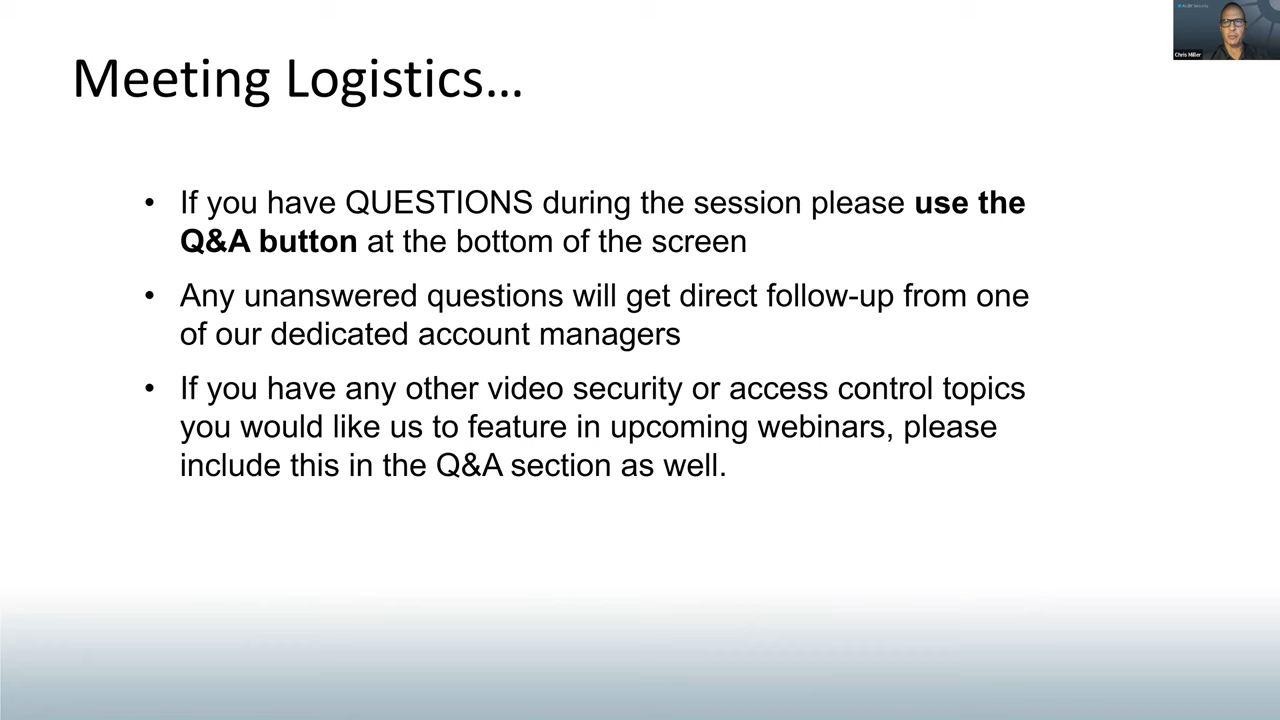 Meeting Logistics...
• If you have QUESTIONS during the session please use the
Q&A button at the bottom of the screen
• Any unanswered questions will get direct follow-up from one
of our dedicated account managers
• If you have any other video security or access control topics
you would like us to feature in upcoming webinars, please
include this in the Q&A section as well.
Chris Miller